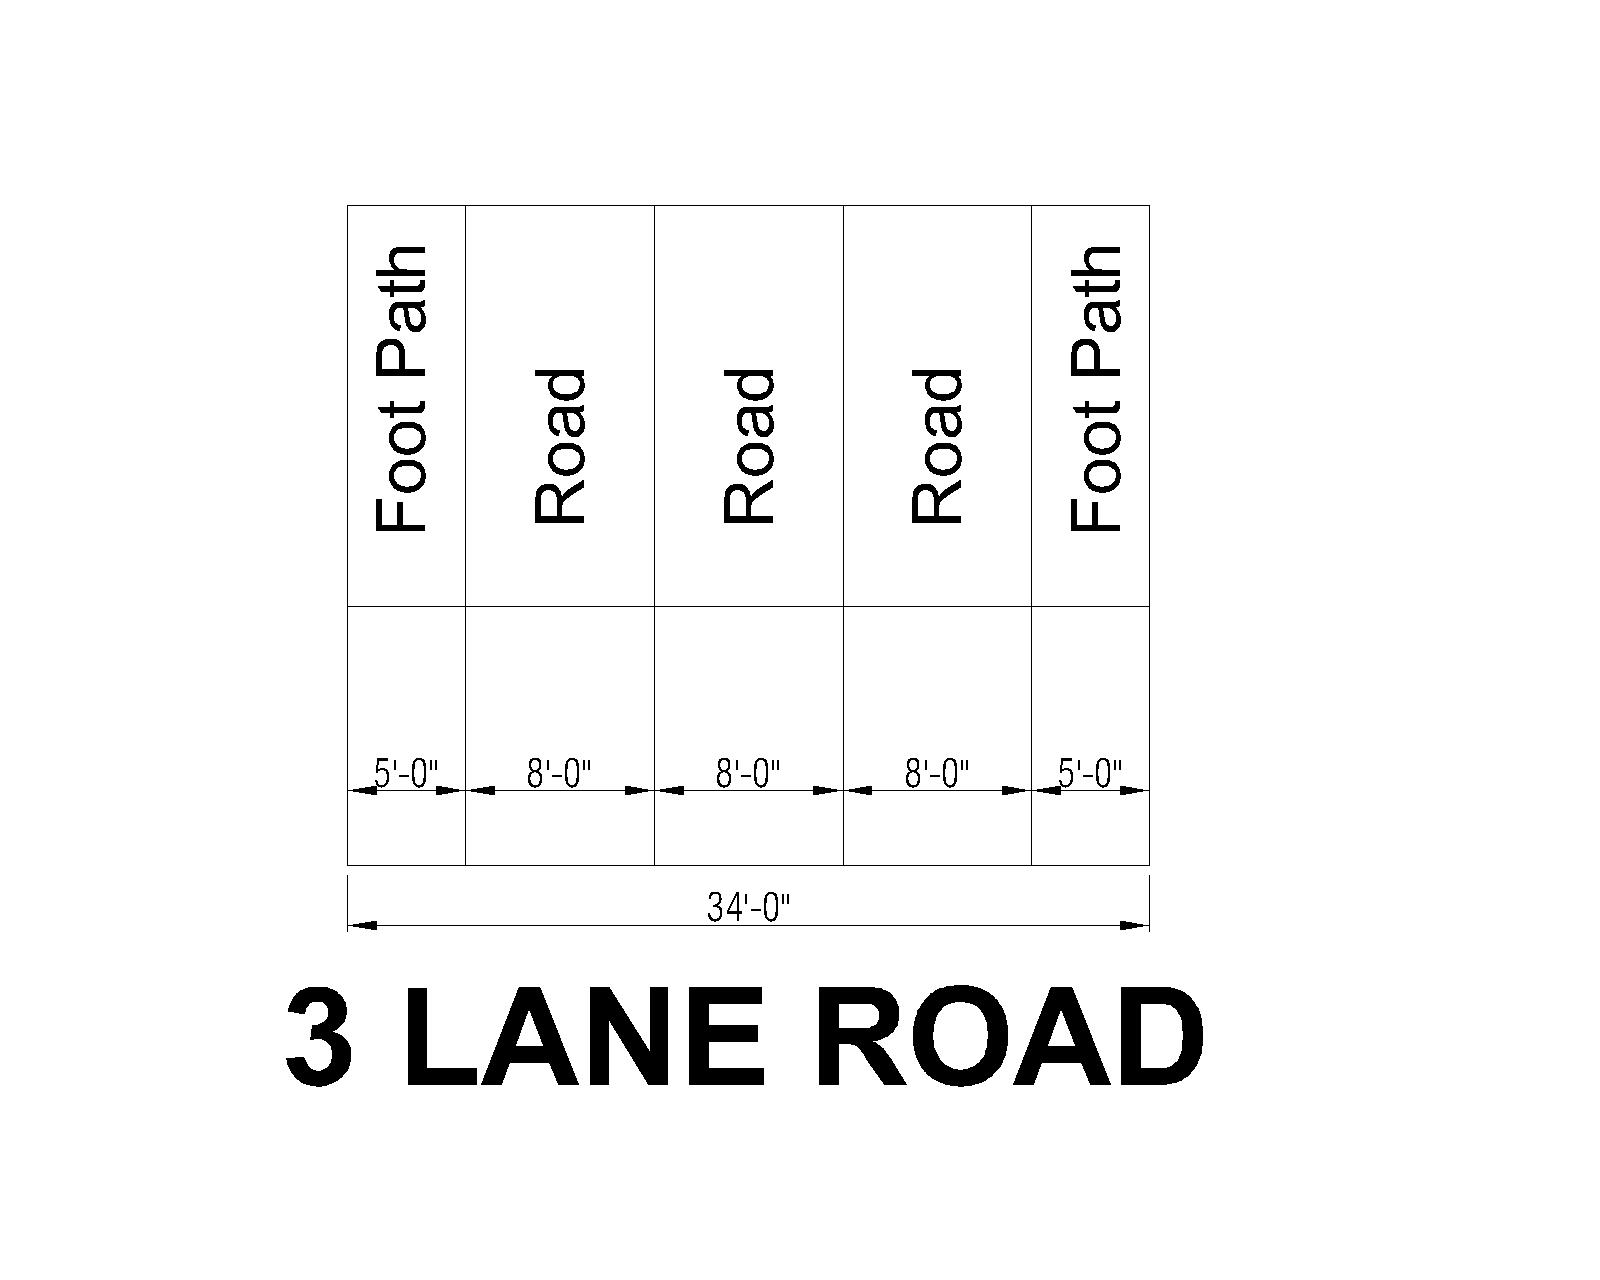 Foot Path
Road
Road
Road
Foot Path
5'-0"
8'-0"
8'-0"
8'-0"
5'-0"
34'-0"
3 LANE ROAD